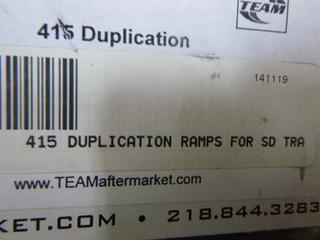 TEAM
415 Duplication
141119
415 DUPLICATION RAMPS FOR SD TRA
www.TEAMaftermarket.com
KET.COM • 218.844.3283